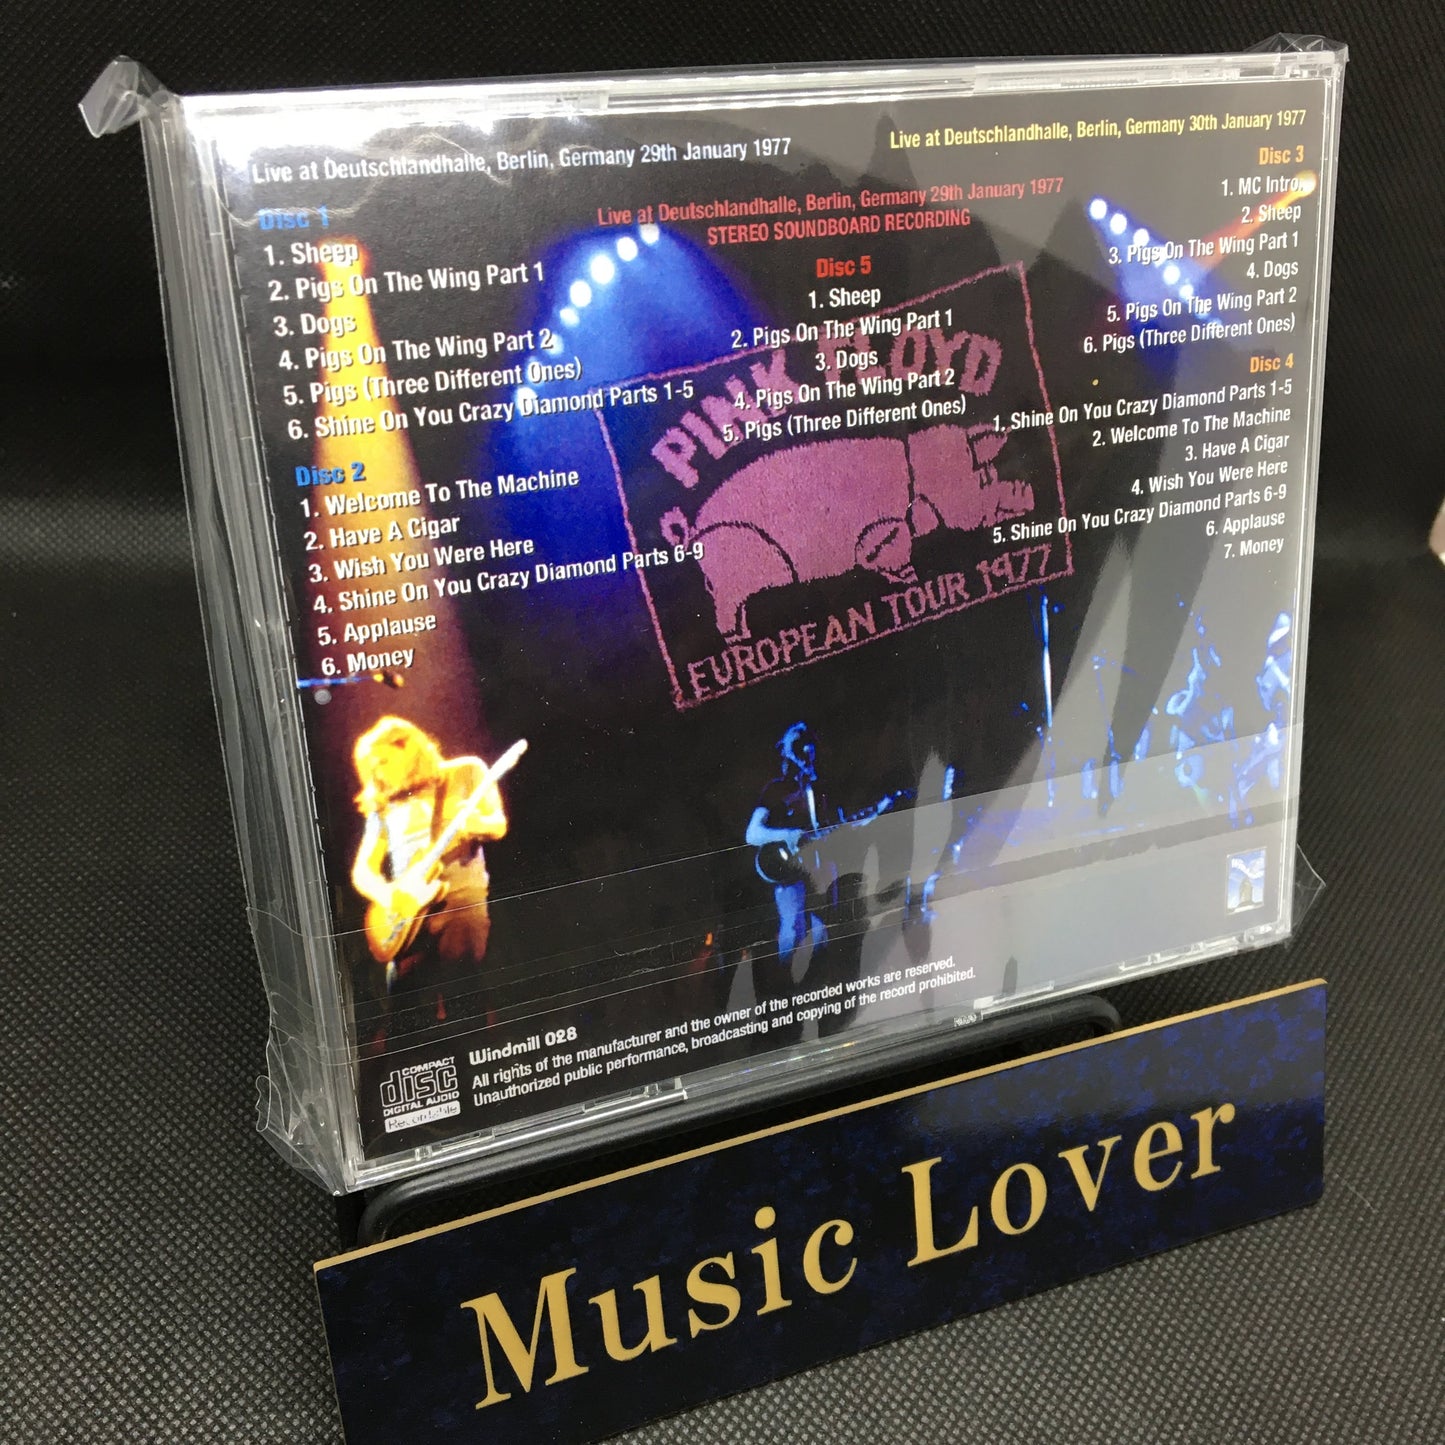 Live at Deutschlandhalle, Berlin, Germany 29th January 1977
Disc 1
1. Sheep
2. Pigs On The Wing Part 1
3. Dogs
4. Pigs On The Wing Part 2
5. Pigs (Three Different Ones)
6. Shine On You Crazy Diamond Parts 1-5
Disc 2
1. Welcome To The Machine
2. Have A Cigar
3. Wish You Were Here
4. Shine On You Crazy Diamond Parts 6-9
5. Applause
6. Money
Live at Deutschlandhalle, Berlin, Germany 29th January 1977
STEREO SOUNDBOARD RECORDING
Disc 5
1. Sheep
2. Pigs On The Wing Part 1
3. Dogs
4. Pigs On The Wing Part 2
5. Pigs (Three Different Ones)
PINK FLOYD
EUROPEAN TOUR 1977
Live at Deutschlandhalle, Berlin, Germany 30th January 1977
Disc 3
1. MC Intro.
2. Sheep
3. Pigs On The Wing Part 1
4. Dogs
5. Pigs On The Wing Part 2
6. Pigs (Three Different Ones)
Disc 4
1. Shine On You Crazy Diamond Parts 1-5
2. Welcome To The Machine
3. Have A Cigar
4. Wish You Were Here
5. Shine On You Crazy Diamond Parts 6-9
6. Applause
7. Money
COMPACT
disc
DIGITAL AUDIO
Recordable
Windmill 028
All rights of the manufacturer and the owner of the recorded works are reserved.
Unauthorized public performance, broadcasting and copying of the record prohibited.
Music Lover